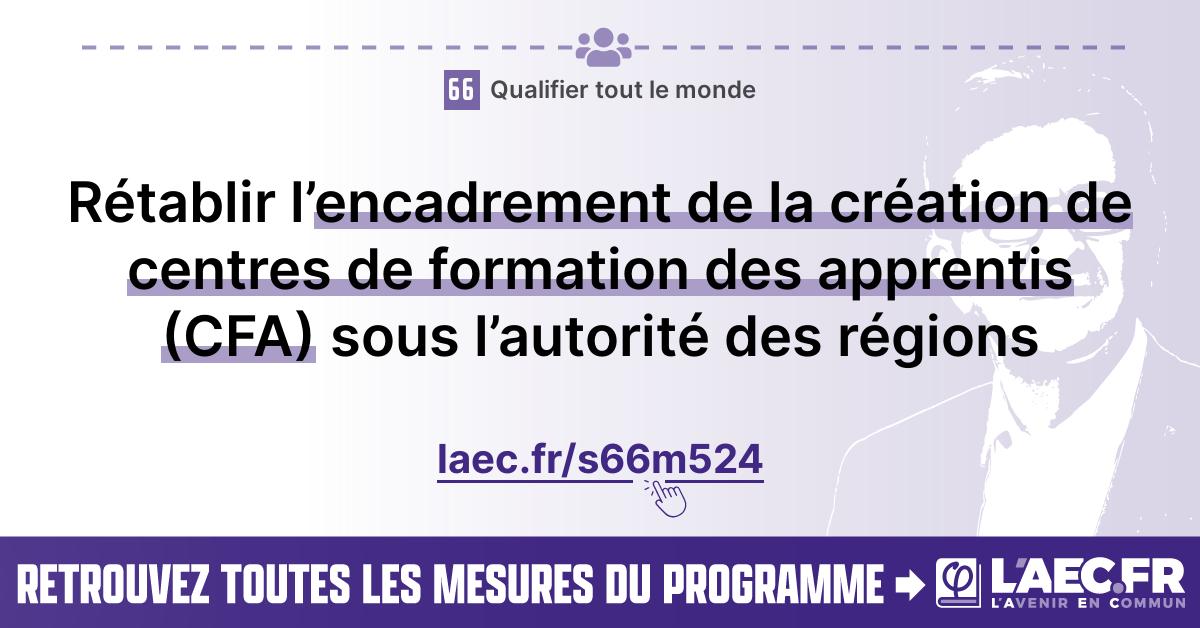 66 Qualifier tout le monde
Rétablir l’encadrement de la création de
centres de formation des apprentis
(CFA) sous l’autorité des régions
laec.fr/s66m524
RETROUVEZ TOUTES LES MESURES DU PROGRAMME
L'AEC.FR
L'AVENIR EN COMMUN